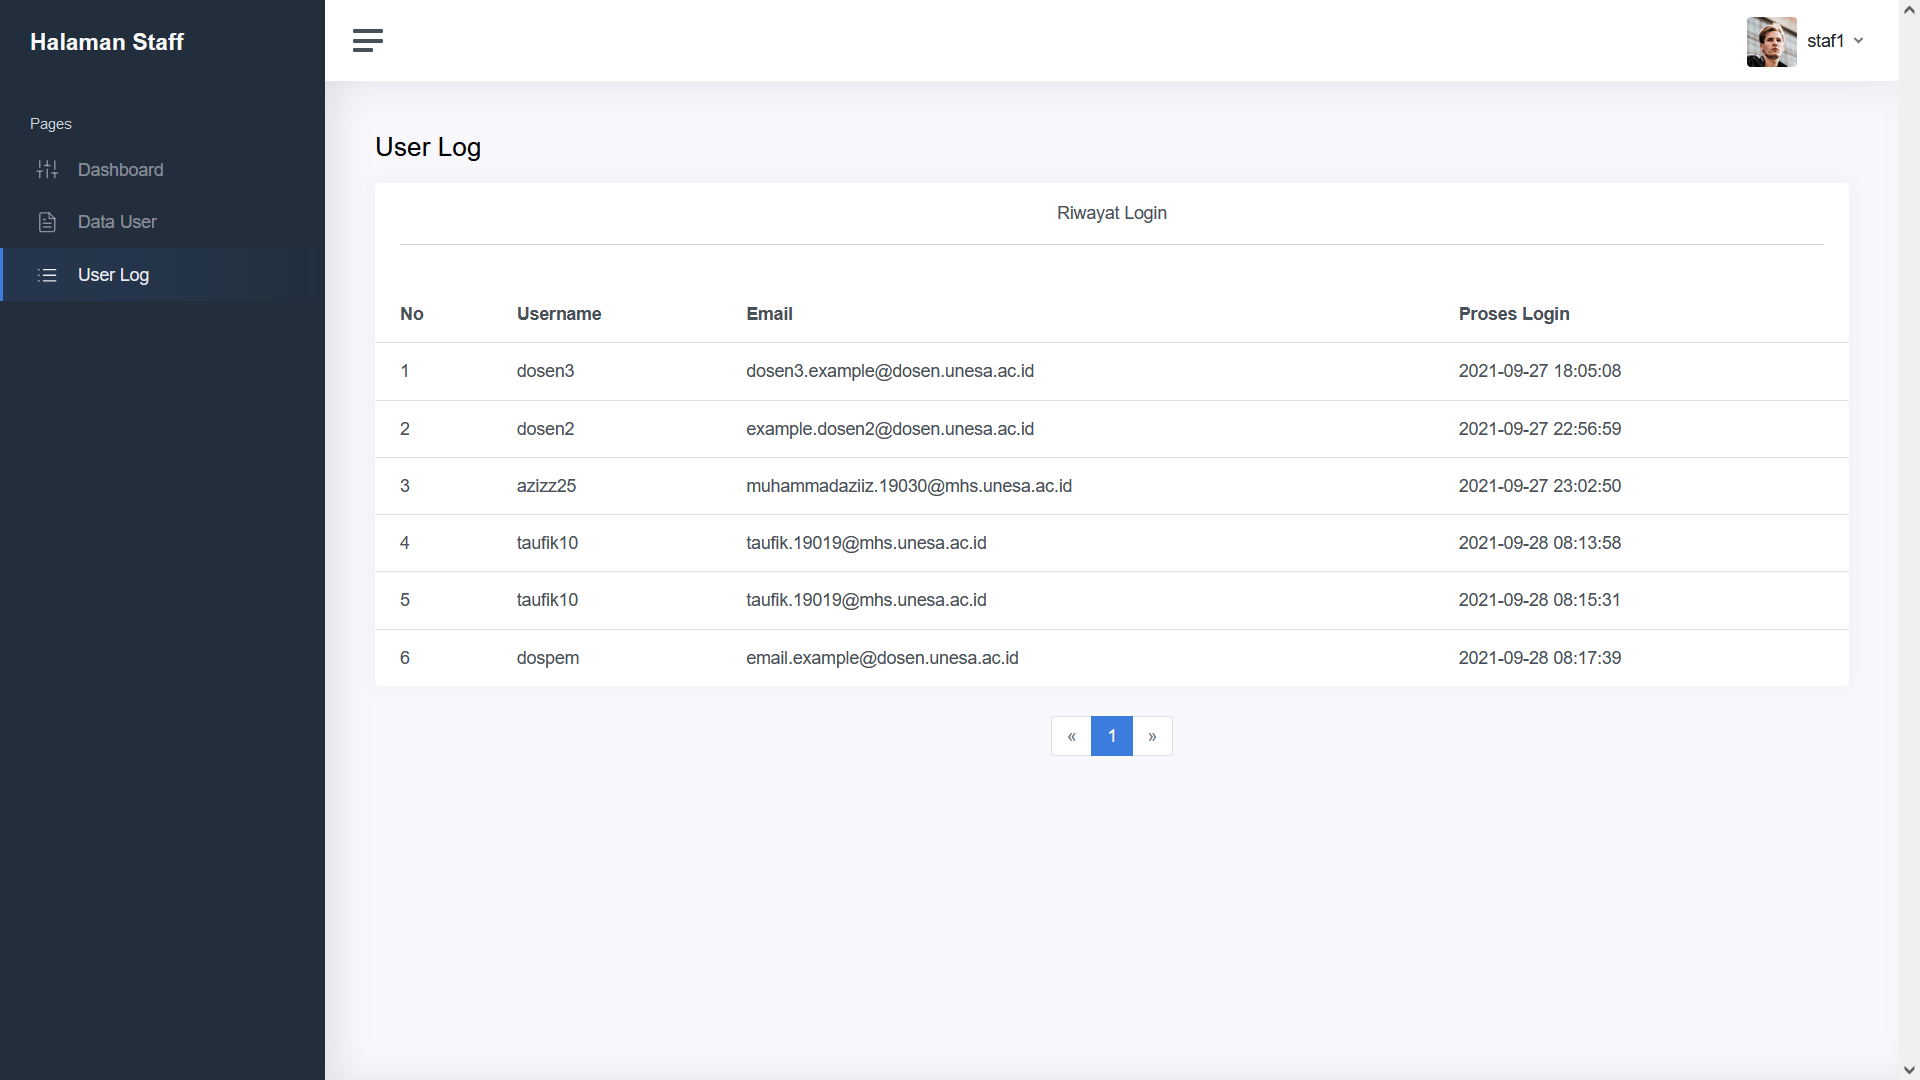 Halaman Staff
staf1
Pages
Dashboard
Data User
User Log
User Log
Riwayat Login
No Username Email Proses Login
1 dosen3 dosen3.example@dosen.unesa.ac.id 2021-09-27 18:05:08
2 dosen2 example.dosen2@dosen.unesa.ac.id 2021-09-27 22:56:59
3 azizz25 muhammadaziiz.19030@mhs.unesa.ac.id 2021-09-27 23:02:50
4 taufik10 taufik.19019@mhs.unesa.ac.id 2021-09-28 08:13:58
5 taufik10 taufik.19019@mhs.unesa.ac.id 2021-09-28 08:15:31
6 dospem email.example@dosen.unesa.ac.id 2021-09-28 08:17:39
« 1 »